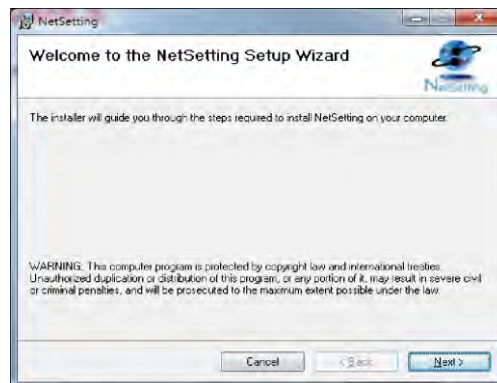 NetSetting
Welcome to the NetSetting Setup Wizard
NetSetting
The installer will guide you through the steps required to install NetSetting on your computer.
WARNING: This computer program is protected by copyright law and international treaties.
Unauthorized duplication or distribution of this program, or any portion of it, may result in severe civil
or criminal penalties, and will be prosecuted to the maximum extent possible under the law.
Cancel
< Back
Next >